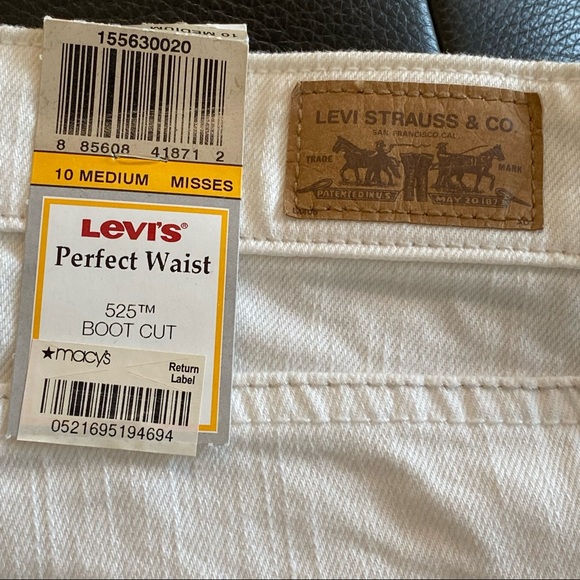 10 MEDIUM
155630020
8 85608 41871 2
10 MEDIUM MISSES
LEVI'S®
Perfect Waist
525™
BOOT CUT
★macy's
Return
Label
0521695194694
LEVI STRAUSS & CO.
SAN FRANCISCO, CAL.
TRADE MARK
PATENTED IN U.S. MAY 20 1873